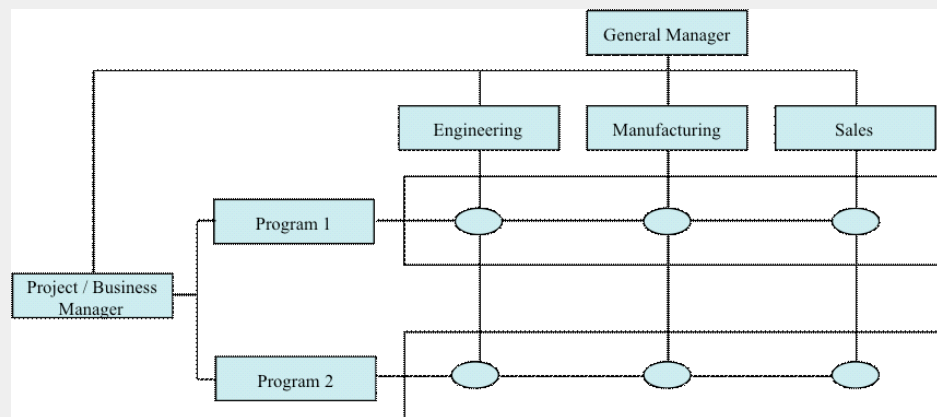 General Manager
Engineering
Manufacturing
Sales
Program 1
Project / Business
Manager
Program 2